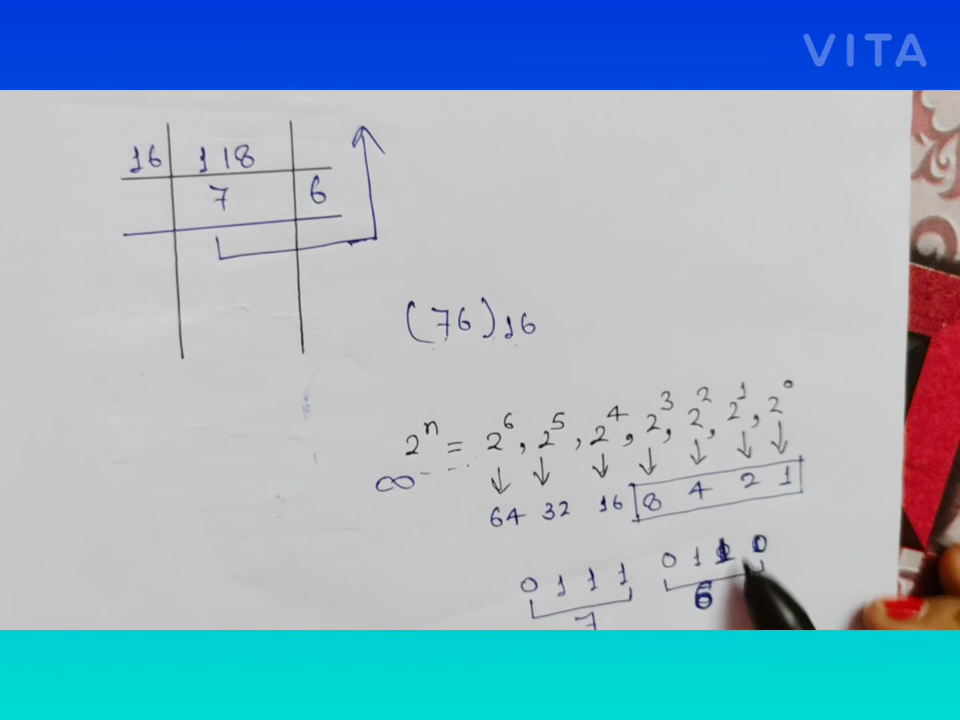 VITA
16 118
7 6
(76)16
2^n = 2^6, 2^5, 2^4, 2^3, 2^2, 2^1, 2^0
∞ ----
↓ ↓ ↓ ↓ ↓ ↓ ↓
64 32 16 8 4 2 1
0 1 1 1 0 1 1 0
7 6